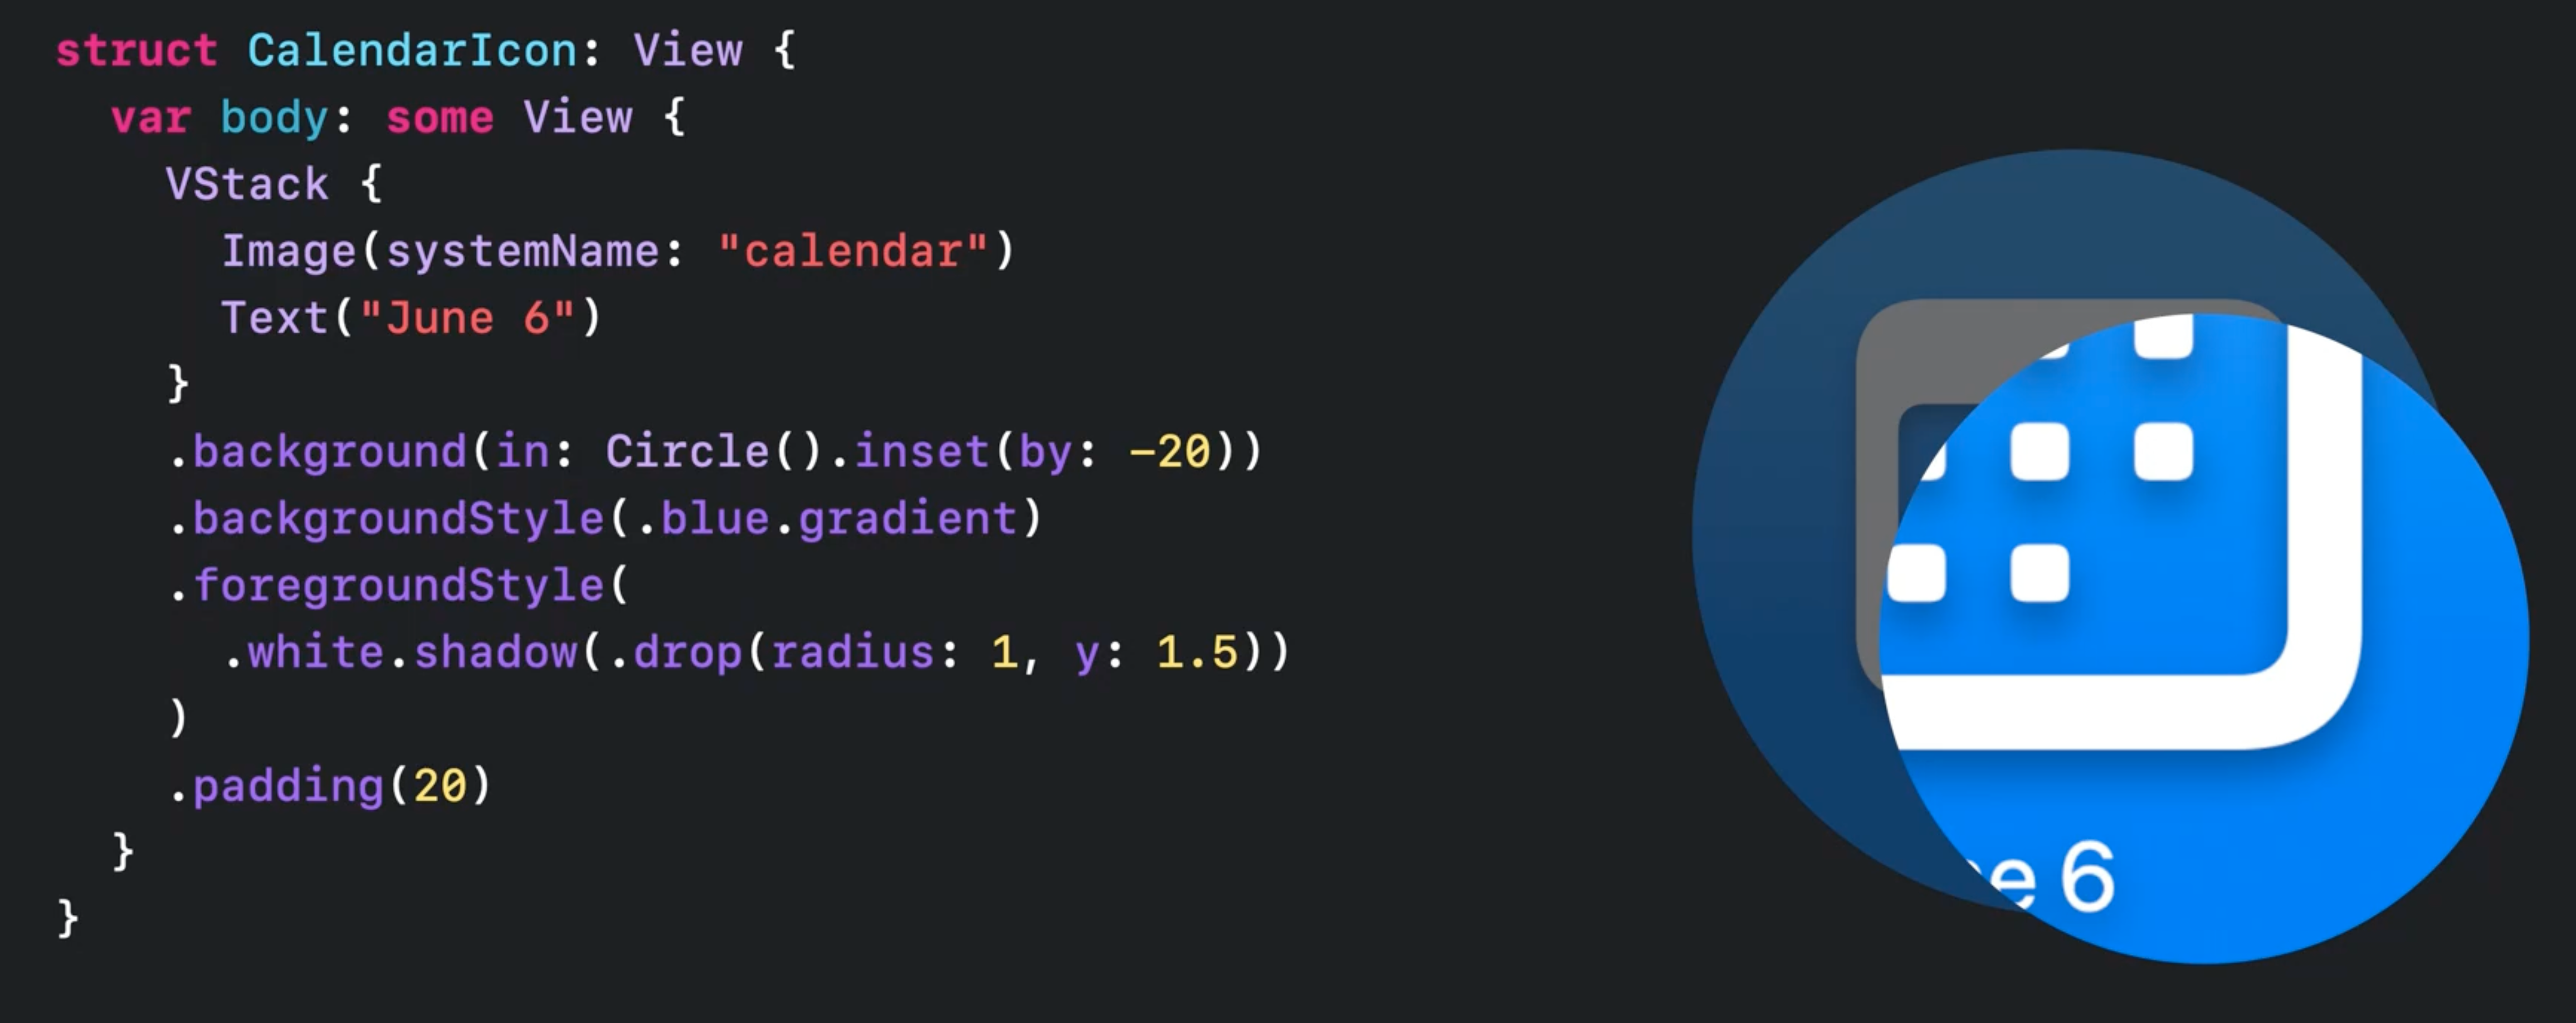 struct CalendarIcon: View {
  var body: some View {
    VStack {
      Image(systemName: "calendar")
      Text("June 6")
    }
    .background(in: Circle().inset(by: -20))
    .backgroundStyle(.blue.gradient)
    .foregroundStyle(
      .white.shadow(.drop(radius: 1, y: 1.5))
    )
    .padding(20)
  }
}
e 6